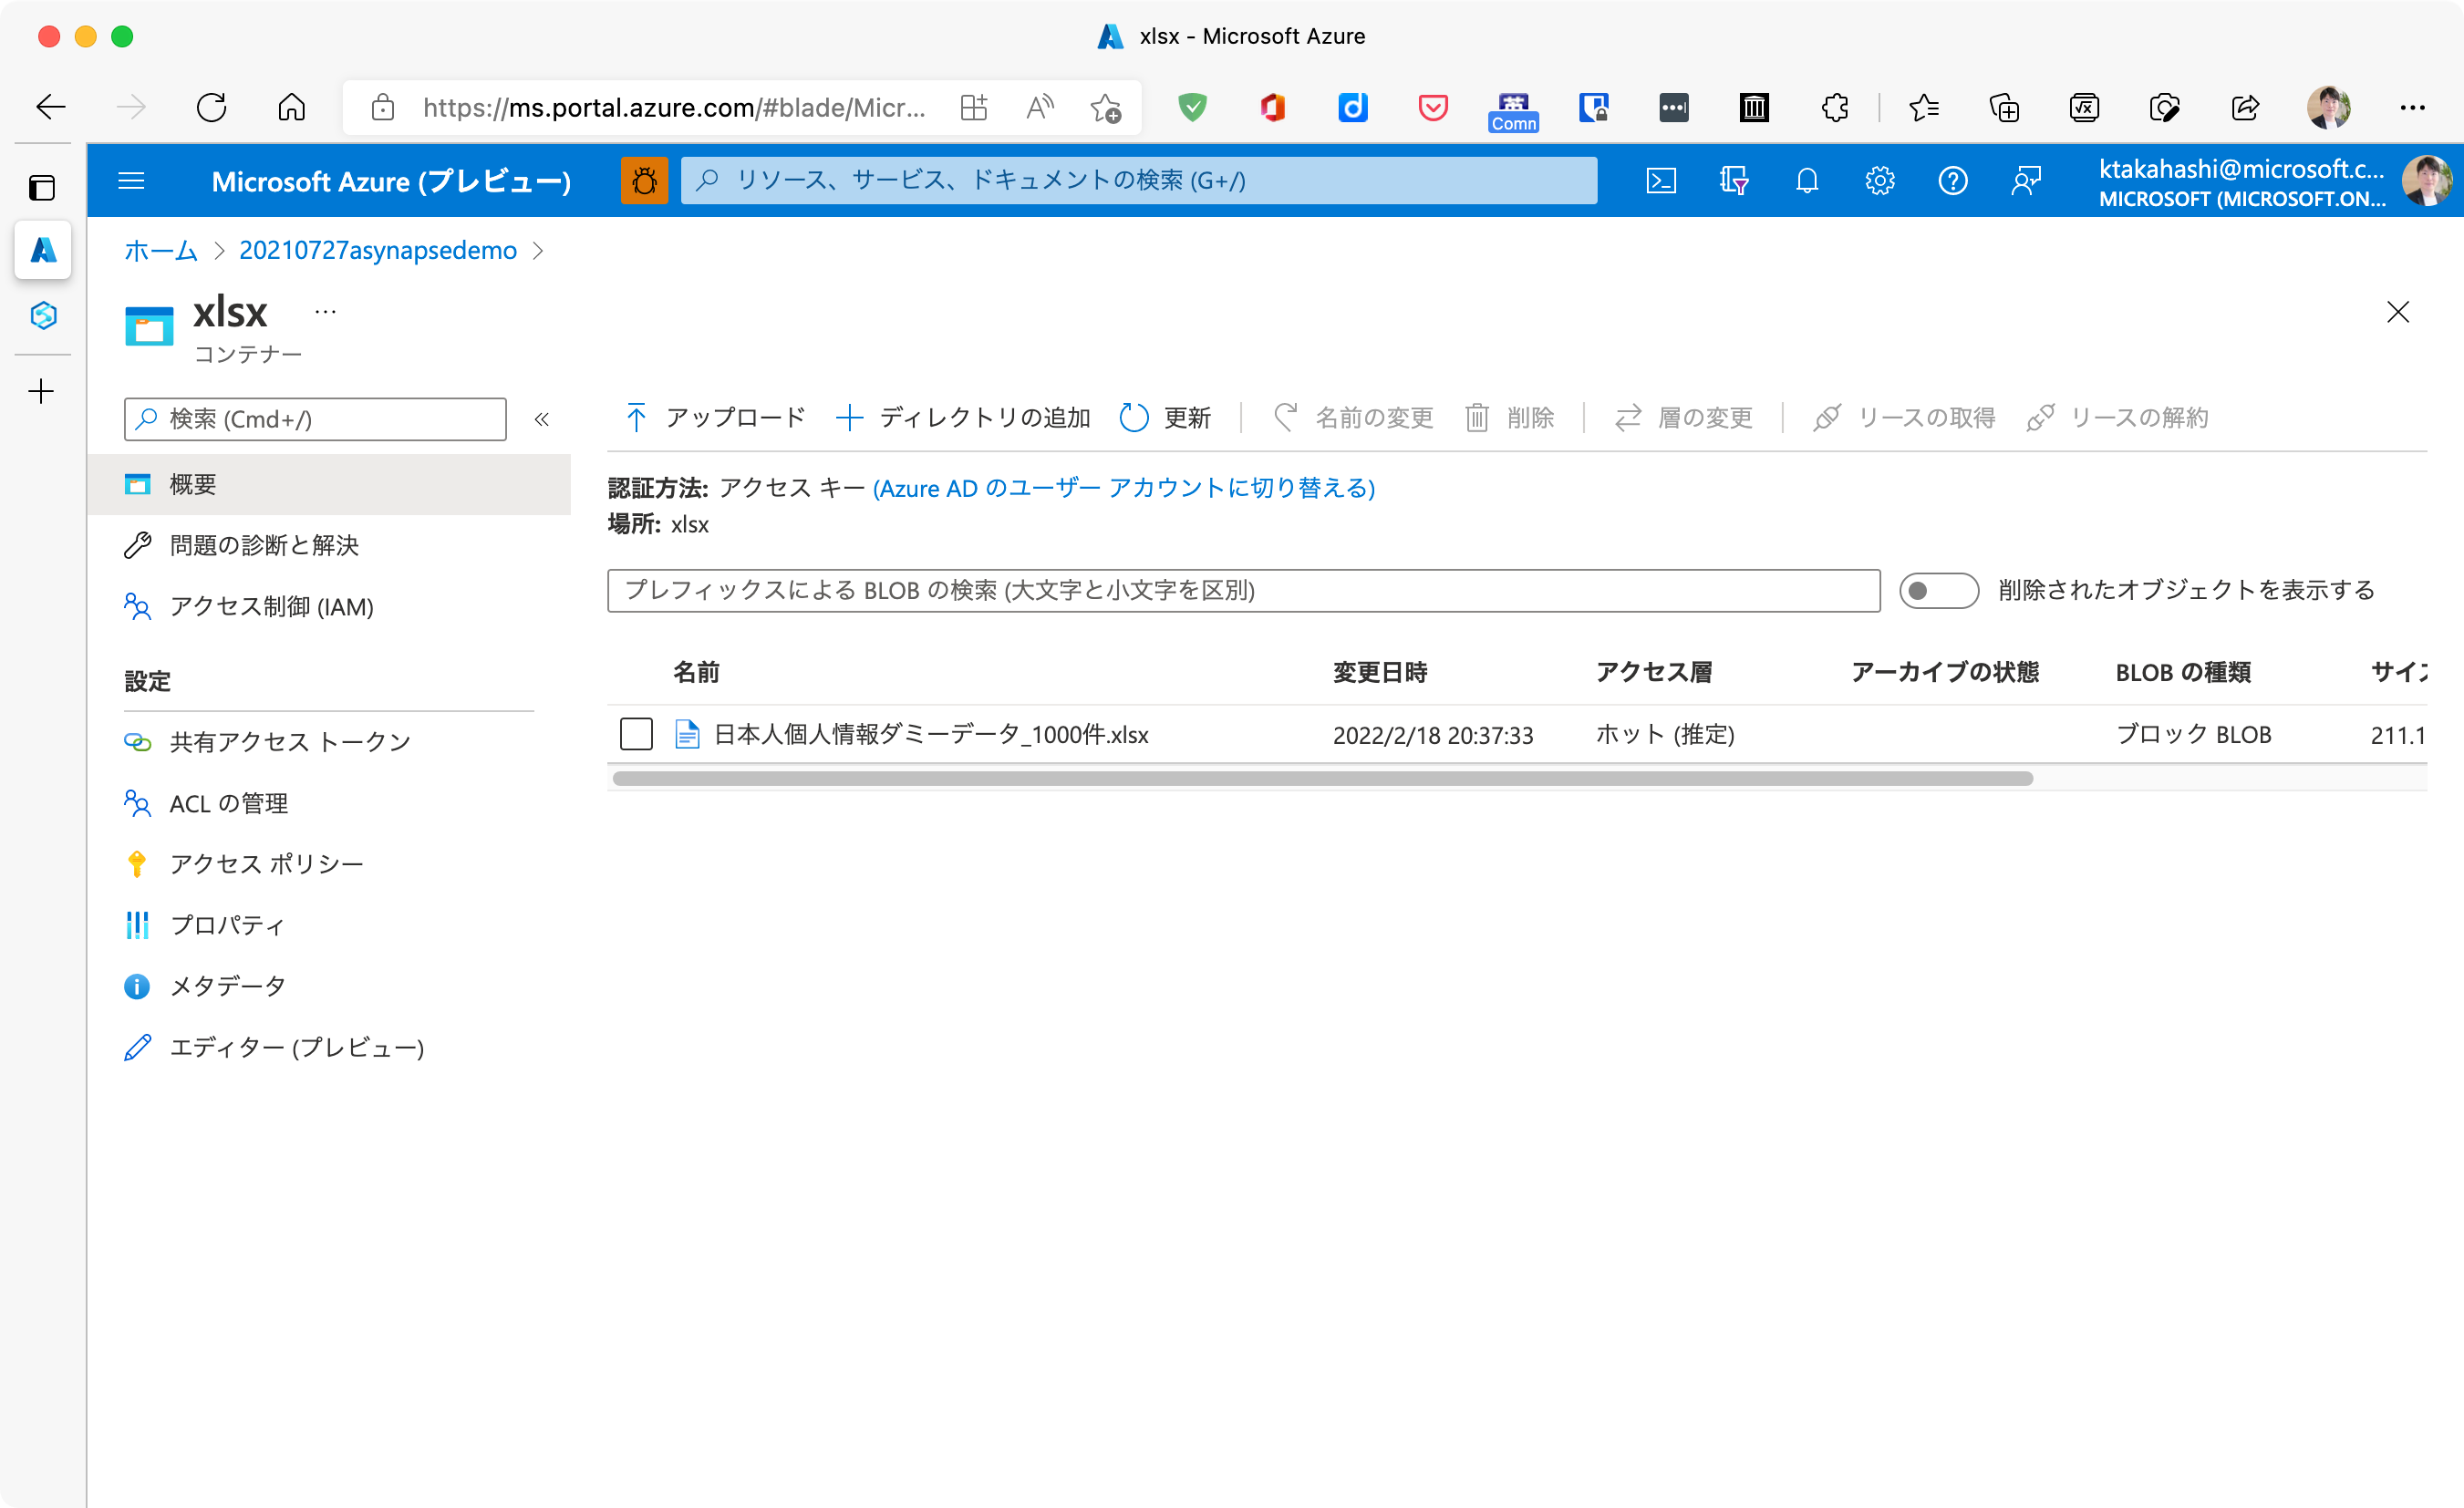 xlsx - Microsoft Azure
https://ms.portal.azure.com/#blade/Micr...
英
Comn
Microsoft Azure (プレビュー)
リソース、サービス、ドキュメントの検索 (G+/)
ktakahashi@microsoft.c...
MICROSOFT (MICROSOFT.ON...
ホーム > 20210727asynapsedemo >
xlsx ...
コンテナー
検索 (Cmd+/)
«
アップロード ディレクトリの追加 更新 名前の変更 削除 層の変更 リースの取得 リースの解約
概要
問題の診断と解決
アクセス制御 (IAM)
設定
共有アクセス トークン
ACL の管理
アクセス ポリシー
プロパティ
メタデータ
エディター (プレビュー)
認証方法: アクセス キー (Azure AD のユーザー アカウントに切り替える)
場所: xlsx
プレフィックスによる BLOB の検索 (大文字と小文字を区別)
削除されたオブジェクトを表示する
名前 変更日時 アクセス層 アーカイブの状態 BLOB の種類 サイズ
日本人個人情報ダミーデータ_1000件.xlsx 2022/2/18 20:37:33 ホット (推定) ブロック BLOB 211.1